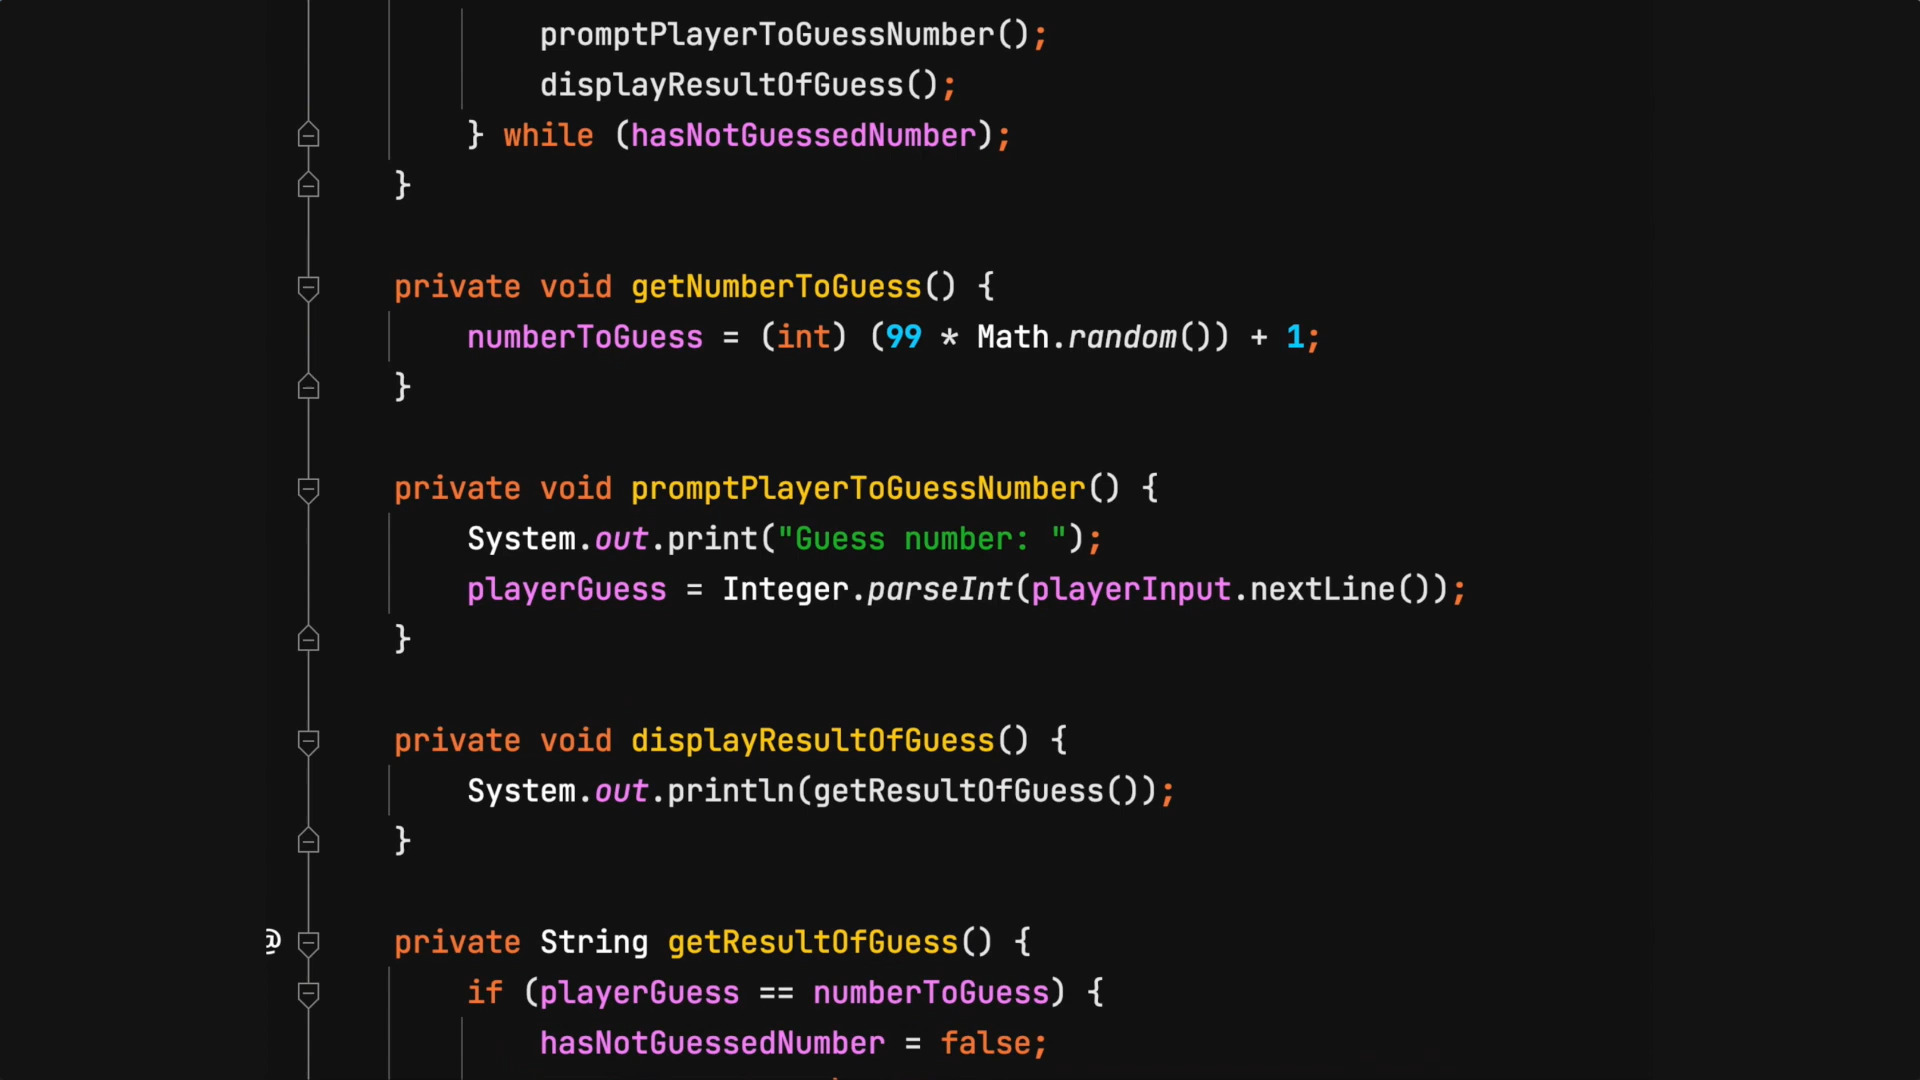 promptPlayerToGuessNumber();
displayResultOfGuess();
} while (hasNotGuessedNumber);
}
private void getNumberToGuess() {
numberToGuess = (int) (99 * Math.random()) + 1;
}
private void promptPlayerToGuessNumber() {
System.out.print("Guess number: ");
playerGuess = Integer.parseInt(playerInput.nextLine());
}
private void displayResultOfGuess() {
System.out.println(getResultOfGuess());
}
@ private String getResultOfGuess() {
if (playerGuess == numberToGuess) {
hasNotGuessedNumber = false;